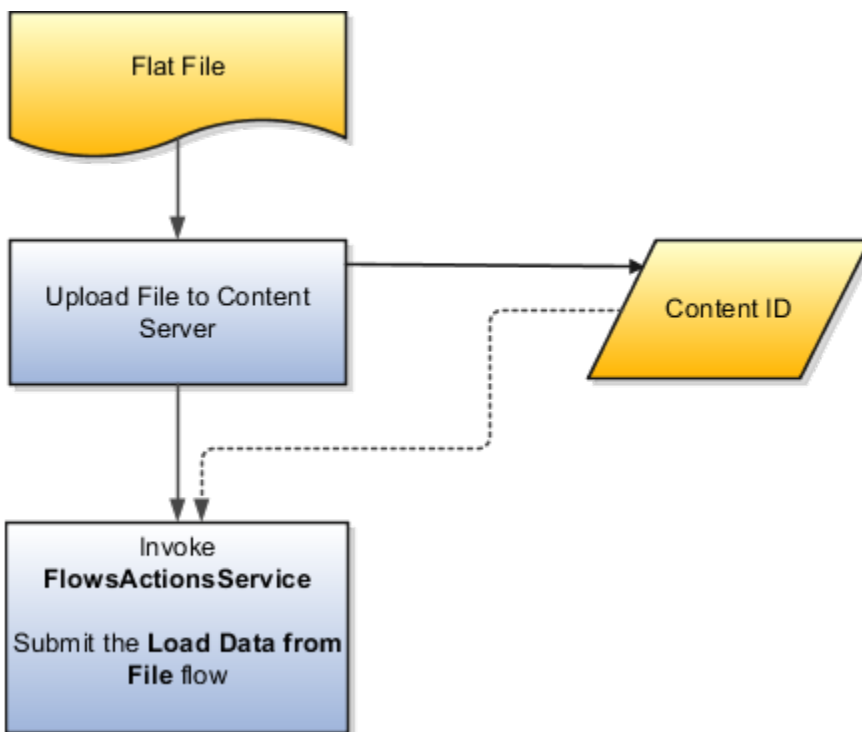 Flat File
Upload File to Content
Server
Content ID
Invoke
FlowsActionsService
Submit the Load Data from
File flow